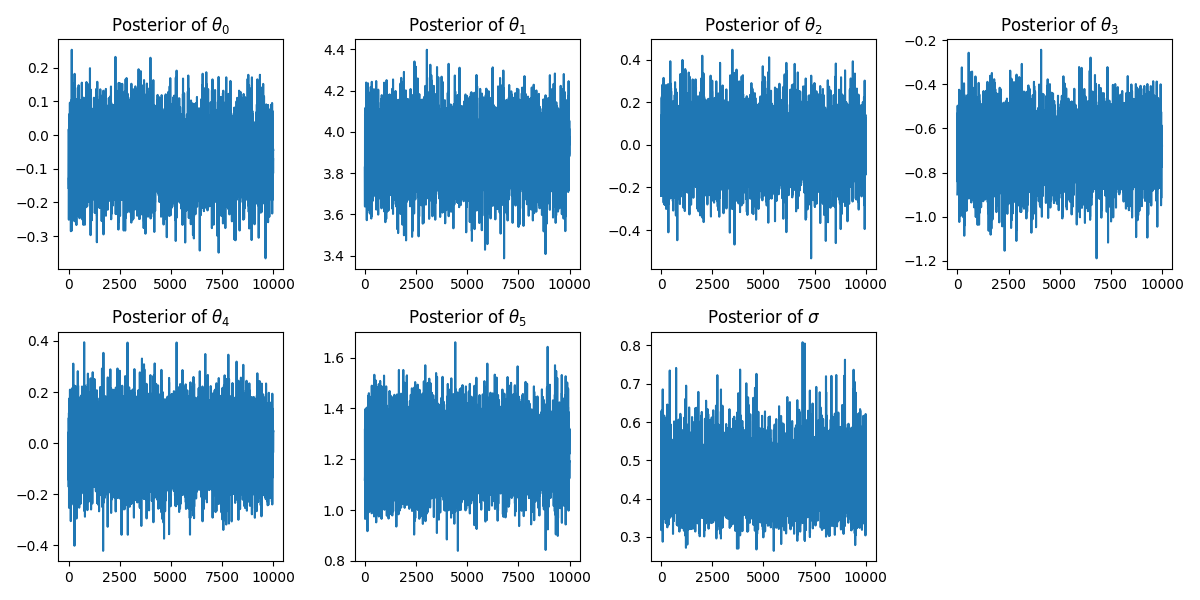 Posterior of θ₀
0.2
0.1
0.0
−0.1
−0.2
−0.3
0 2500 5000 7500 10000
Posterior of θ₁
4.4
4.2
4.0
3.8
3.6
3.4
0 2500 5000 7500 10000
Posterior of θ₂
0.4
0.2
0.0
−0.2
−0.4
0 2500 5000 7500 10000
Posterior of θ₃
−0.2
−0.4
−0.6
−0.8
−1.0
−1.2
0 2500 5000 7500 10000
Posterior of θ₄
0.4
0.2
0.0
−0.2
−0.4
0 2500 5000 7500 10000
Posterior of θ₅
1.6
1.4
1.2
1.0
0.8
0 2500 5000 7500 10000
Posterior of σ
0.8
0.7
0.6
0.5
0.4
0.3
0 2500 5000 7500 10000